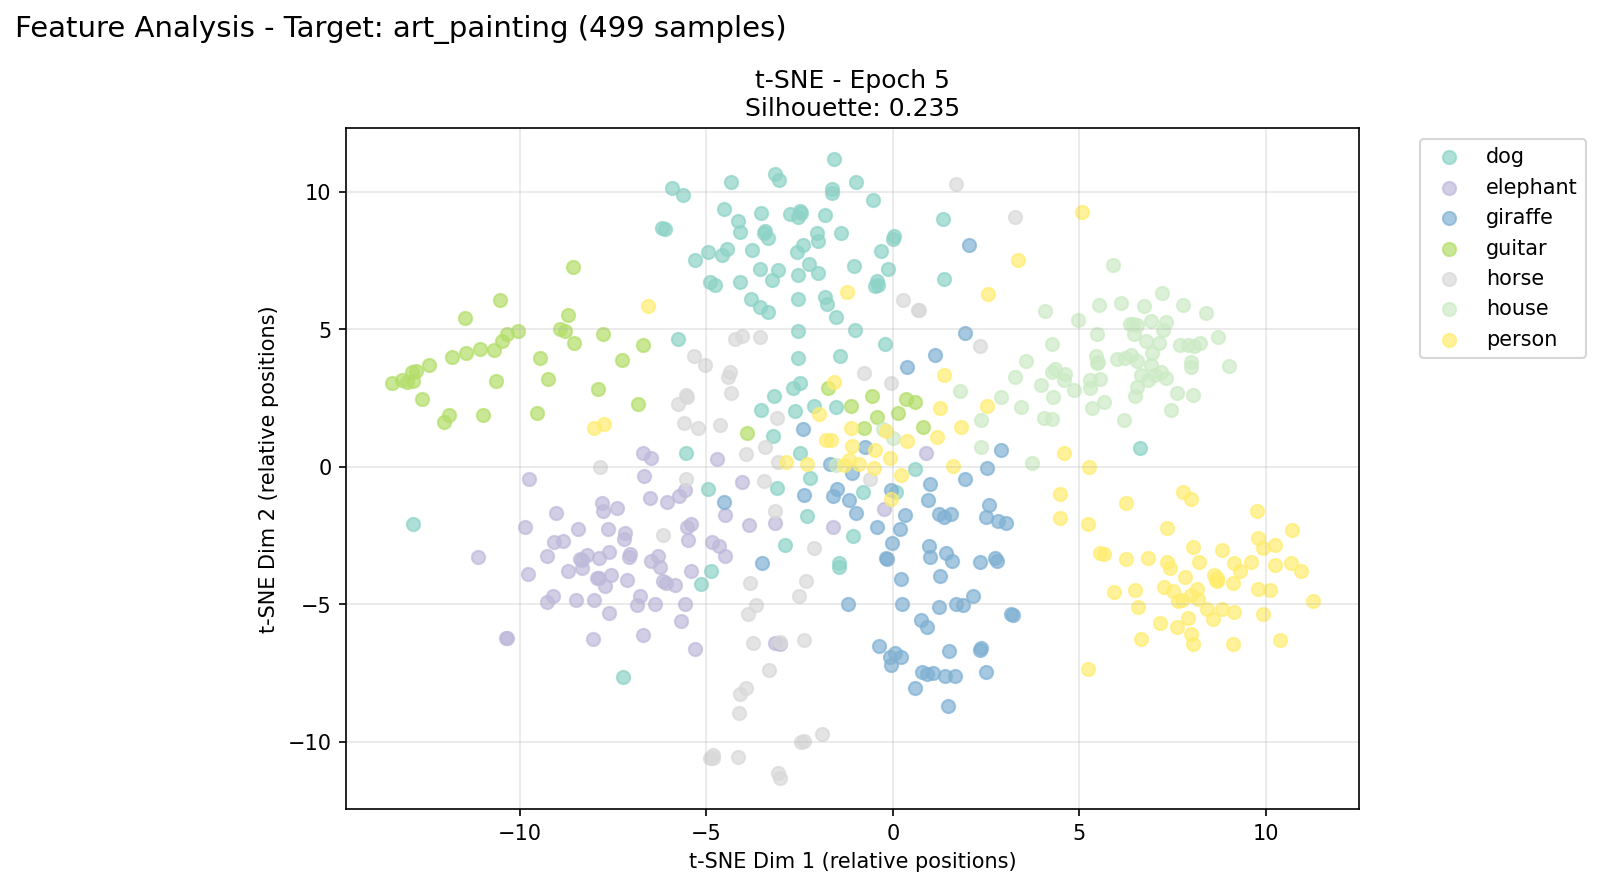 Feature Analysis - Target: art_painting (499 samples)
t-SNE - Epoch 5
Silhouette: 0.235
dog
elephant
giraffe
guitar
horse
house
person
10
5
0
−5
−10
t-SNE Dim 2 (relative positions)
−10
−5
0
5
10
t-SNE Dim 1 (relative positions)